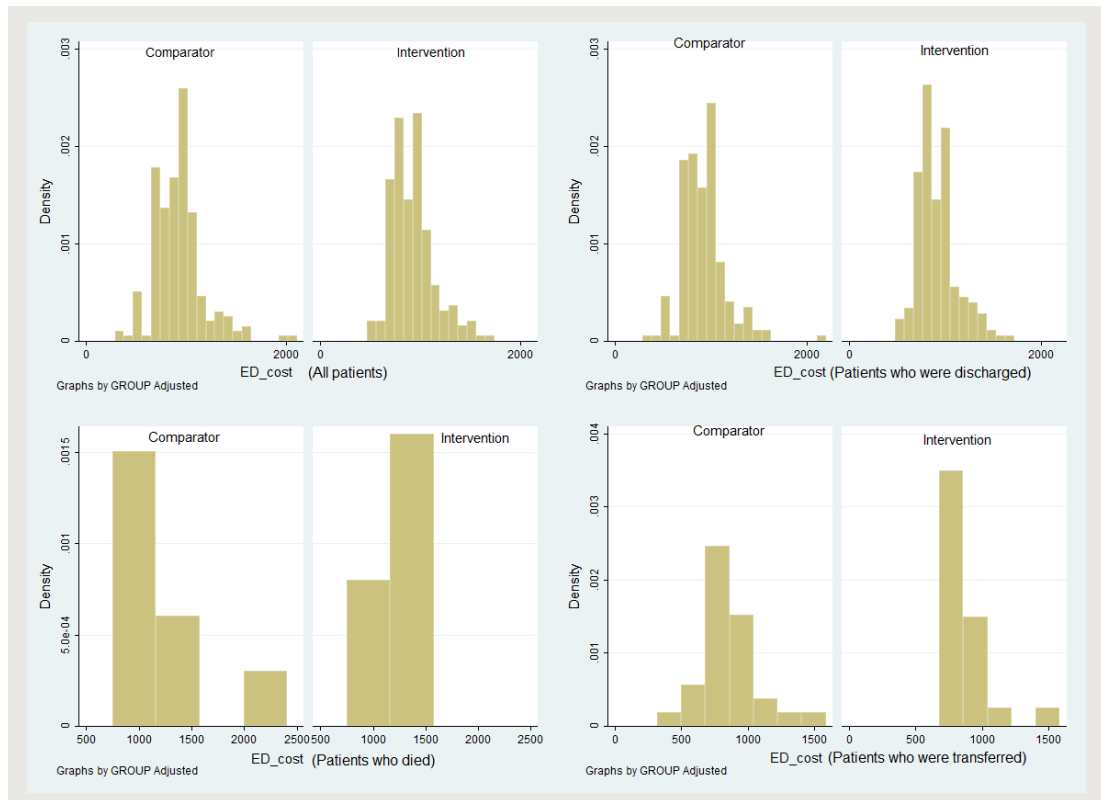 Comparator
Intervention
.003
.002
.001
0
Density
0 2000 0 2000
ED_cost (All patients)
Graphs by GROUP Adjusted
Comparator
Intervention
.003
.002
.001
0
Density
0 2000 0 2000
ED_cost (Patients who were discharged)
Graphs by GROUP Adjusted
Comparator
Intervention
.0015
.001
5.0e-04
0
Density
500 1000 1500 2000 2500 500 1000 1500 2000 2500
ED_cost (Patients who died)
Graphs by GROUP Adjusted
Comparator
Intervention
.004
.003
.002
.001
0
Density
0 500 1000 1500 0 500 1000 1500
ED_cost (Patients who were transferred)
Graphs by GROUP Adjusted